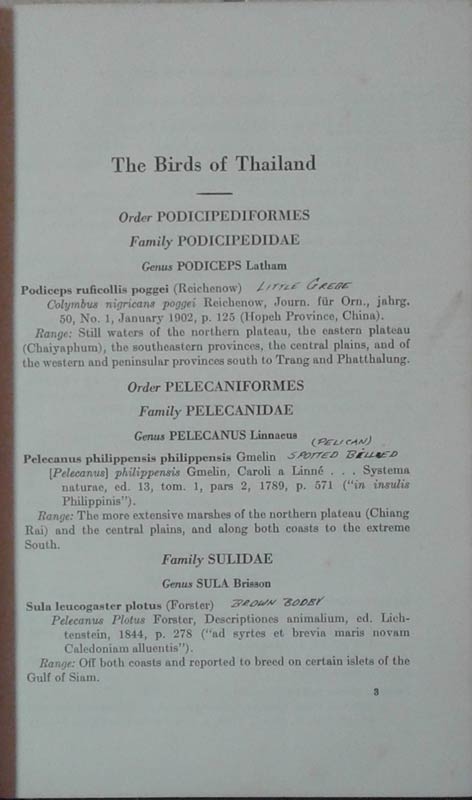 The Birds of Thailand
Order PODICIPEDIFORMES
Family PODICIPEDIDAE
Genus PODICEPS Latham
Podiceps ruficollis poggei (Reichenow) LITTLE GREBE
Colymbus nigricans poggei Reichenow, Journ. für Orn., jahrg.
50, No. 1, January 1902, p. 125 (Hopeh Province, China).
Range: Still waters of the northern plateau, the eastern plateau
(Chaiyaphum), the southeastern provinces, the central plains, and of
the western and peninsular provinces south to Trang and Phatthalung.
Order PELECANIFORMES
Family PELECANIDAE
Genus PELECANUS Linnaeus (PELICAN)
Pelecanus philippensis philippensis Gmelin SPOTTED BILLED
[Pelecanus] philippensis Gmelin, Caroli a Linné . . . Systema
naturae, ed. 13, tom. 1, pars 2, 1789, p. 571 ("in insulis
Philippinis").
Range: The more extensive marshes of the northern plateau (Chiang
Rai) and the central plains, and along both coasts to the extreme
South.
Family SULIDAE
Genus SULA Brisson
Sula leucogaster plotus (Forster) BROWN BOOBY
Pelecanus Plotus Forster, Descriptiones animalium, ed. Lich-
tenstein, 1844, p. 278 ("ad syrtes et brevia maris novam
Caledoniam alluentis").
Range: Off both coasts and reported to breed on certain islets of the
Gulf of Siam.
3